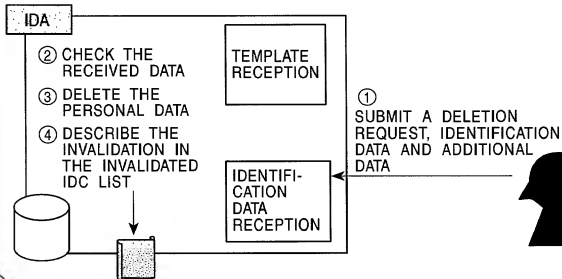 IDA
② CHECK THE
RECEIVED DATA
③ DELETE THE
PERSONAL DATA
④ DESCRIBE THE
INVALIDATION IN
THE INVALIDATED
IDC LIST
TEMPLATE
RECEPTION
IDENTIFI-
CATION
DATA
RECEPTION
①
SUBMIT A DELETION
REQUEST, IDENTIFICATION
DATA AND ADDITIONAL
DATA